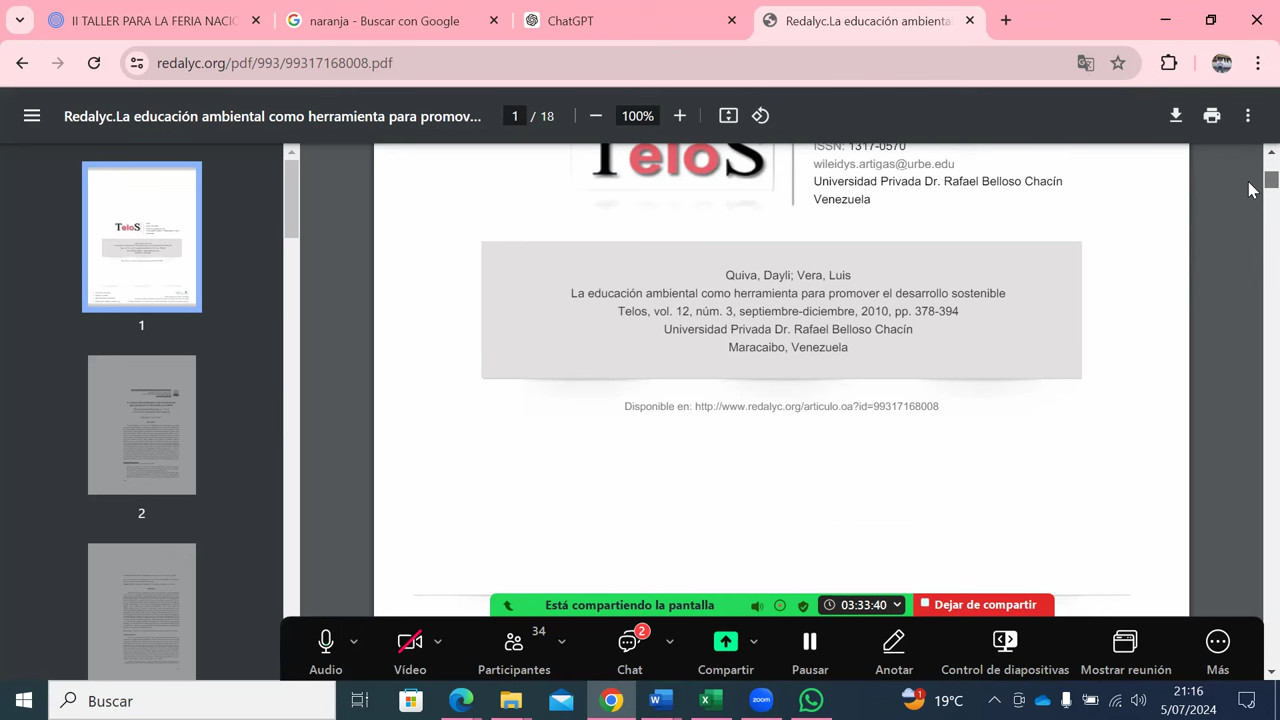 II TALLER PARA LA FERIA NACIO
naranja - Buscar con Google
ChatGPT
Redalyc.La educación ambiental
redalyc.org/pdf/993/99317168008.pdf
Redalyc.La educación ambiental como herramienta para promov...
1 / 18
100%
TeloS
ISSN: 1317-0570
wileidys.artigas@urbe.edu
Universidad Privada Dr. Rafael Belloso Chacín
Venezuela
Quiva, Dayli; Vera, Luis
La educación ambiental como herramienta para promover el desarrollo sostenible
Telos, vol. 12, núm. 3, septiembre-diciembre, 2010, pp. 378-394
Universidad Privada Dr. Rafael Belloso Chacín
Maracaibo, Venezuela
Disponible en: http://www.redalyc.org/articulo.oa?id=99317168008
TeloS
1
2
Está compartiendo la pantalla
03:33:40
Dejar de compartir
34
2
Audio
Vídeo
Participantes
Chat
Compartir
Pausar
Anotar
Control de diapositivas
Mostrar reunión
Más
Buscar
zoom
1
19°C
21:16
5/07/2024